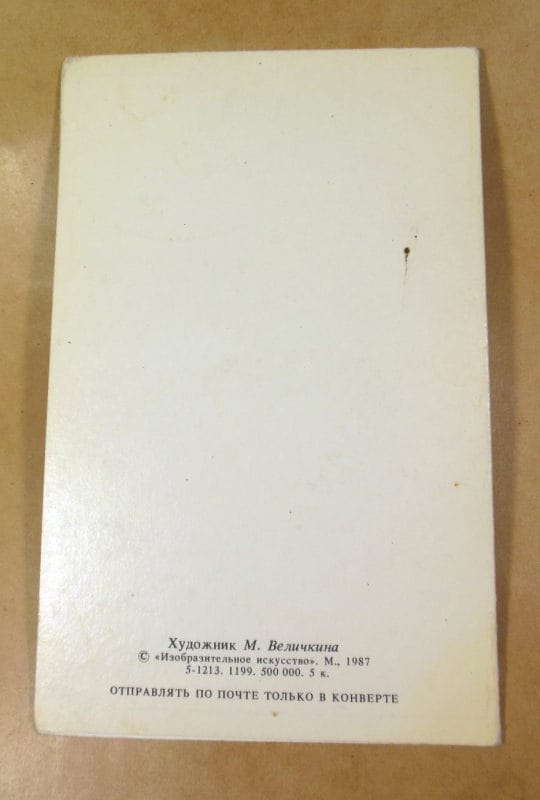 Художник М. Величкина
© «Изобразительное искусство». М., 1987
5-1213. 1199. 500 000. 5 к.
ОТПРАВЛЯТЬ ПО ПОЧТЕ ТОЛЬКО В КОНВЕРТЕ